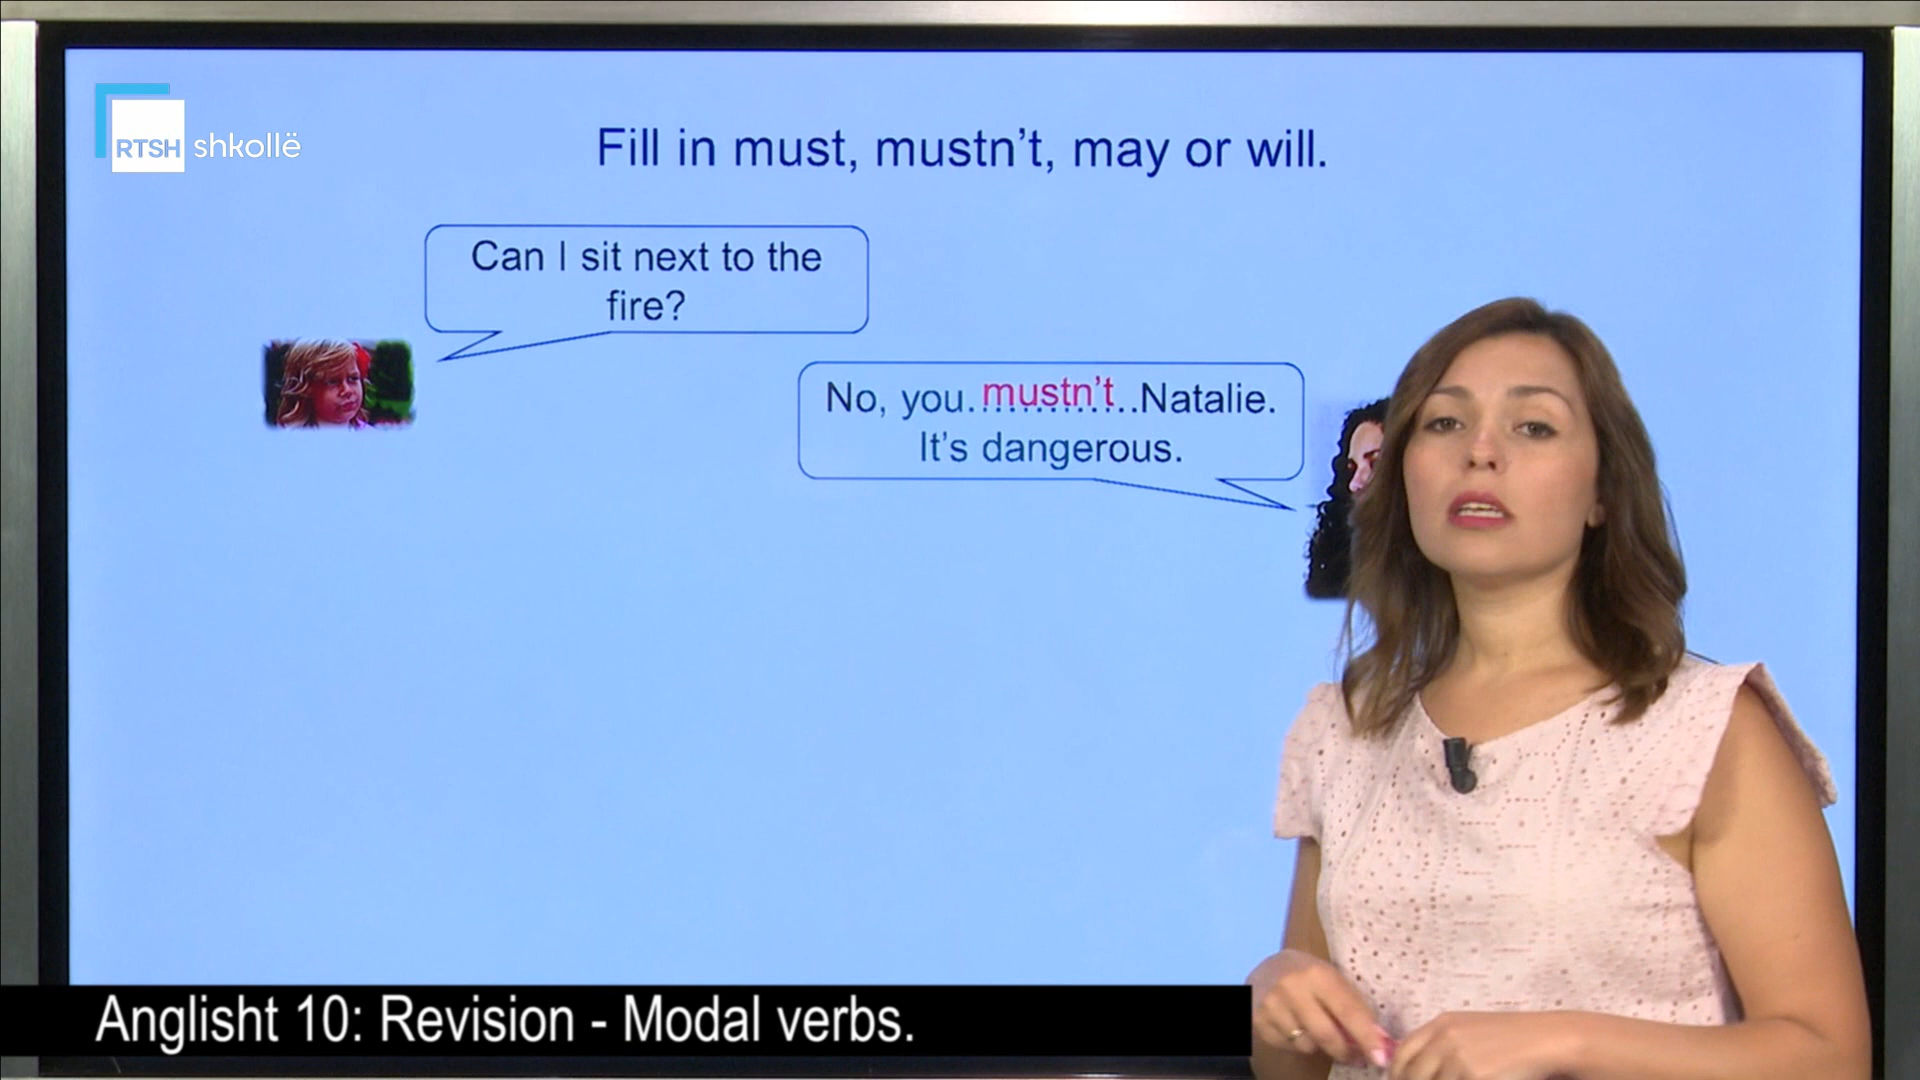 RTSH shkollë
Fill in must, mustn't, may or will.
Can I sit next to the
fire?
No, you.mustn't..Natalie.
It's dangerous.
Anglisht 10: Revision - Modal verbs.